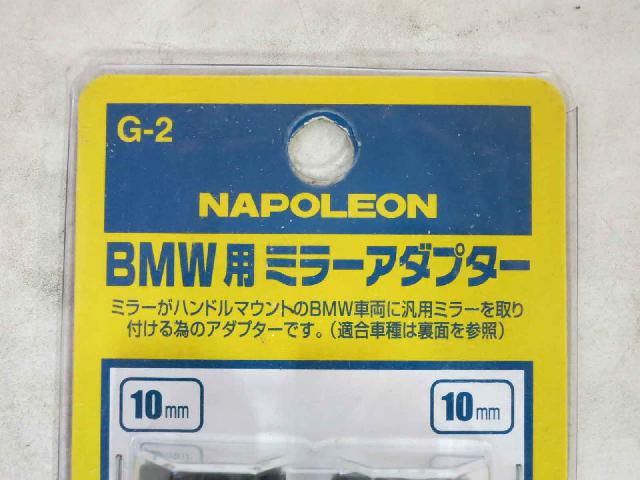 G-2
NAPOLEON
BMW用ミラーアダプター
ミラーがハンドルマウントのBMW車両に汎用ミラーを取り
付ける為のアダプターです。(適合車種は裏面を参照)
10mm 10mm